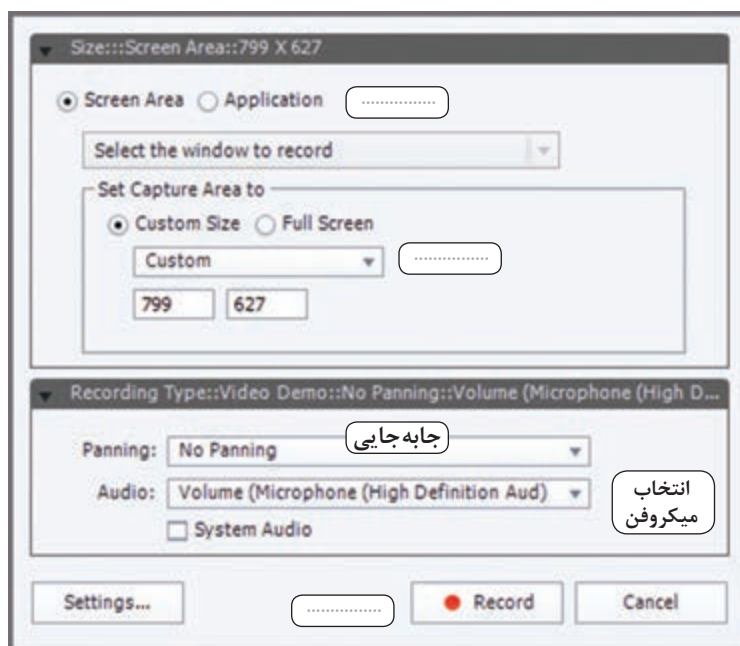 Size:::Screen Area::799 X 627
Screen Area Application ................
Select the window to record
Set Capture Area to
Custom Size Full Screen
Custom ................
799 627
Recording Type::Video Demo::No Panning::Volume (Microphone (High D...
Panning: No Panning جابه‌جایی
Audio: Volume (Microphone (High Definition Aud)
انتخاب
میکروفن
System Audio
Settings... ................ Record Cancel